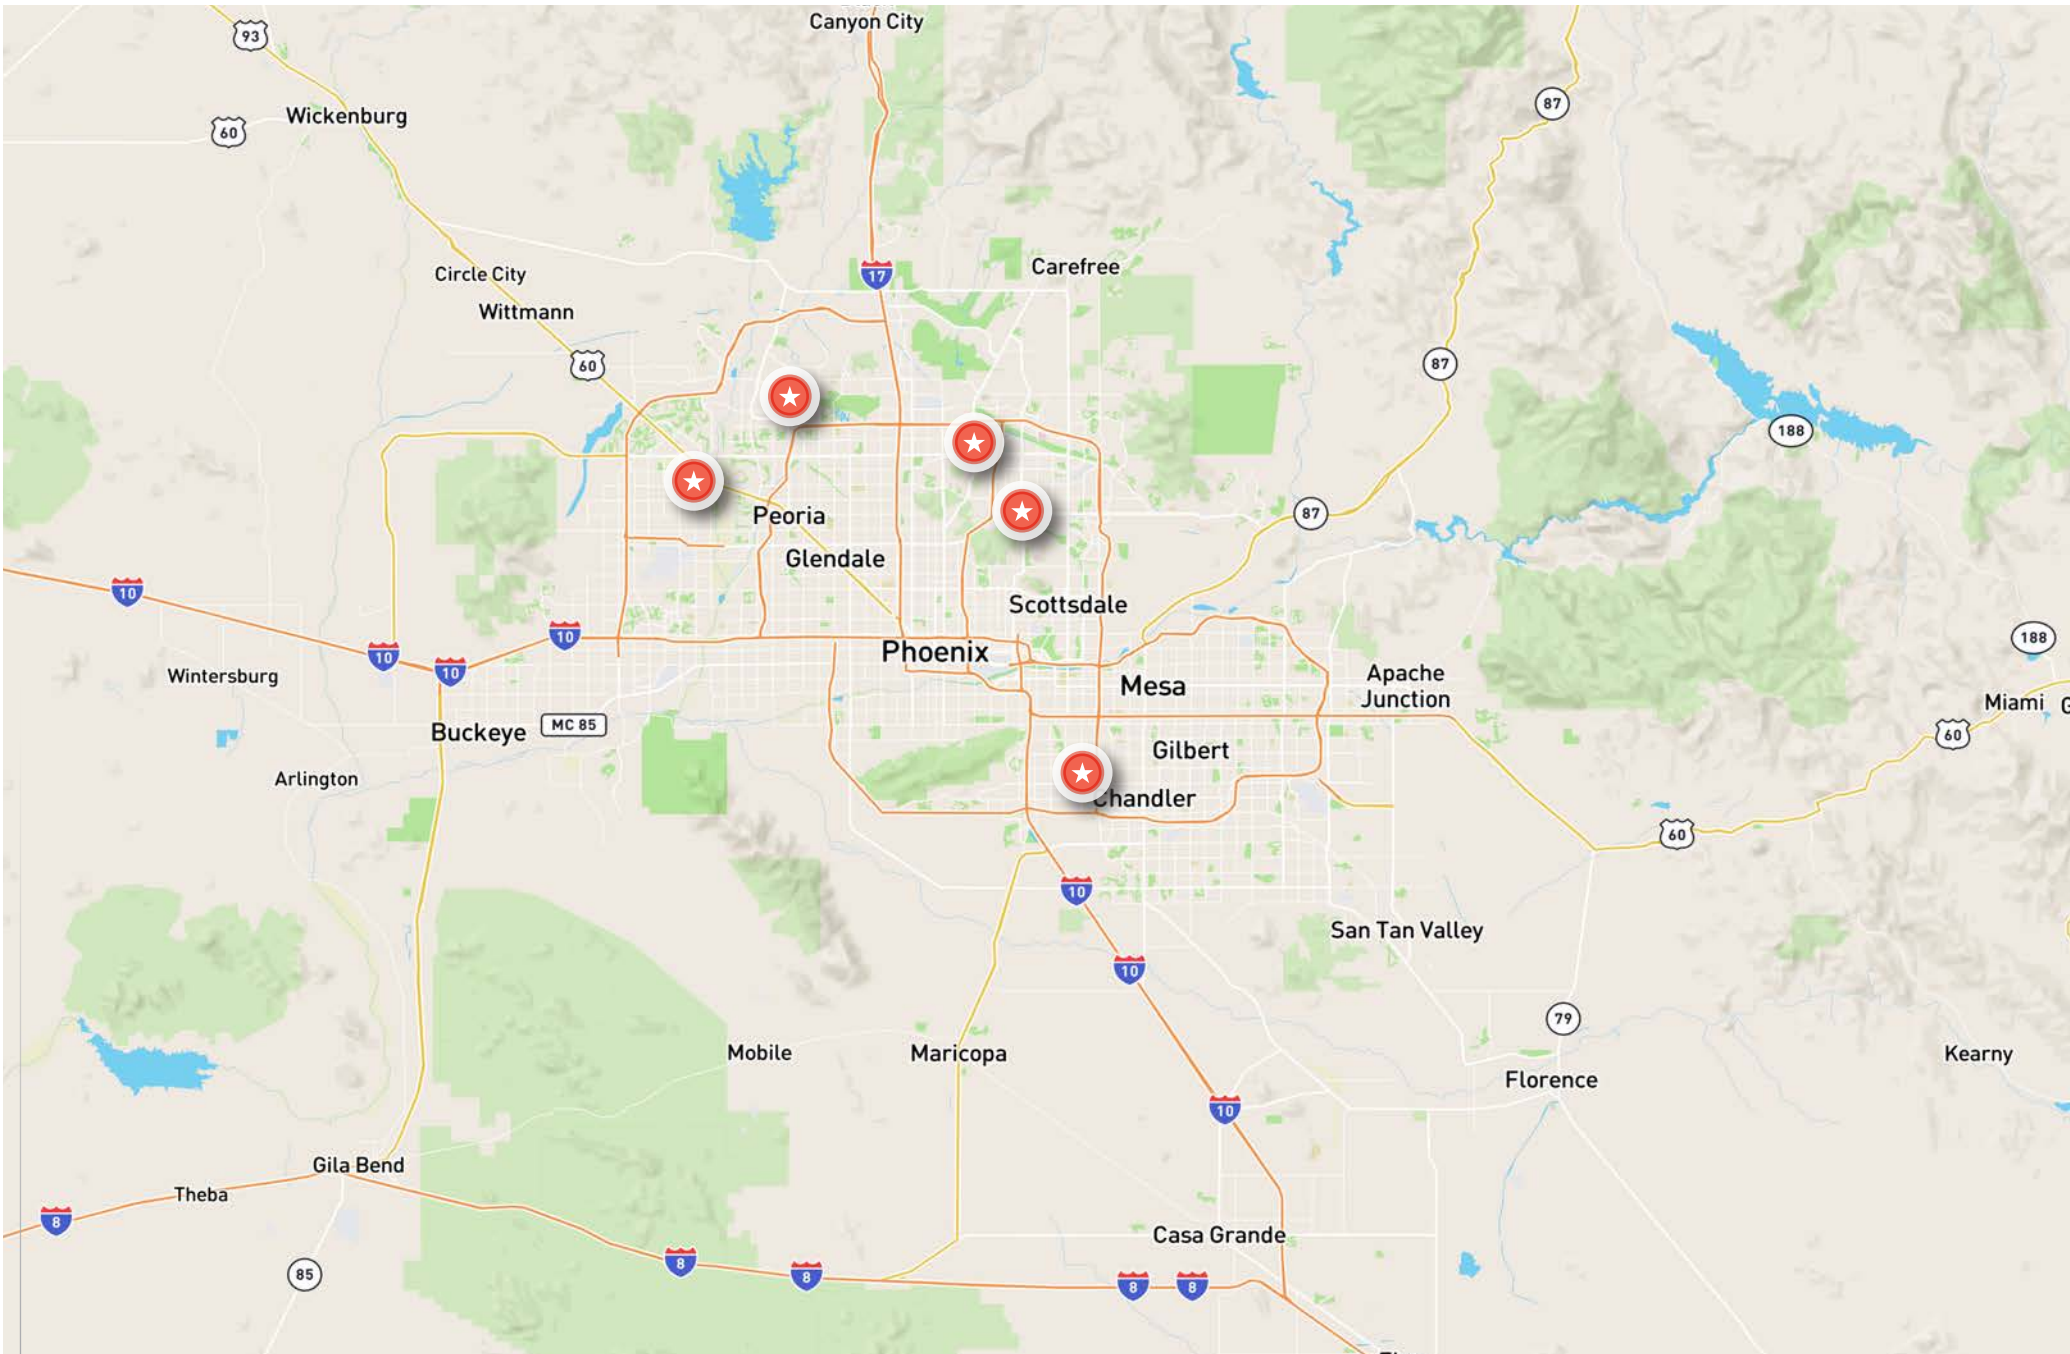 Canyon City
93
87
Wickenburg
60
Carefree
17
Circle City
Wittmann
60
87
188
87
Peoria
Glendale
10
Scottsdale
10
188
Phoenix
10
10
Wintersburg
Mesa
Apache
Junction
Miami
G
Buckeye
MC 85
60
Gilbert
Arlington
Chandler
60
10
San Tan Valley
10
79
Mobile
Maricopa
Kearny
Florence
10
Gila Bend
Theba
8
Casa Grande
8
8
85
8
8